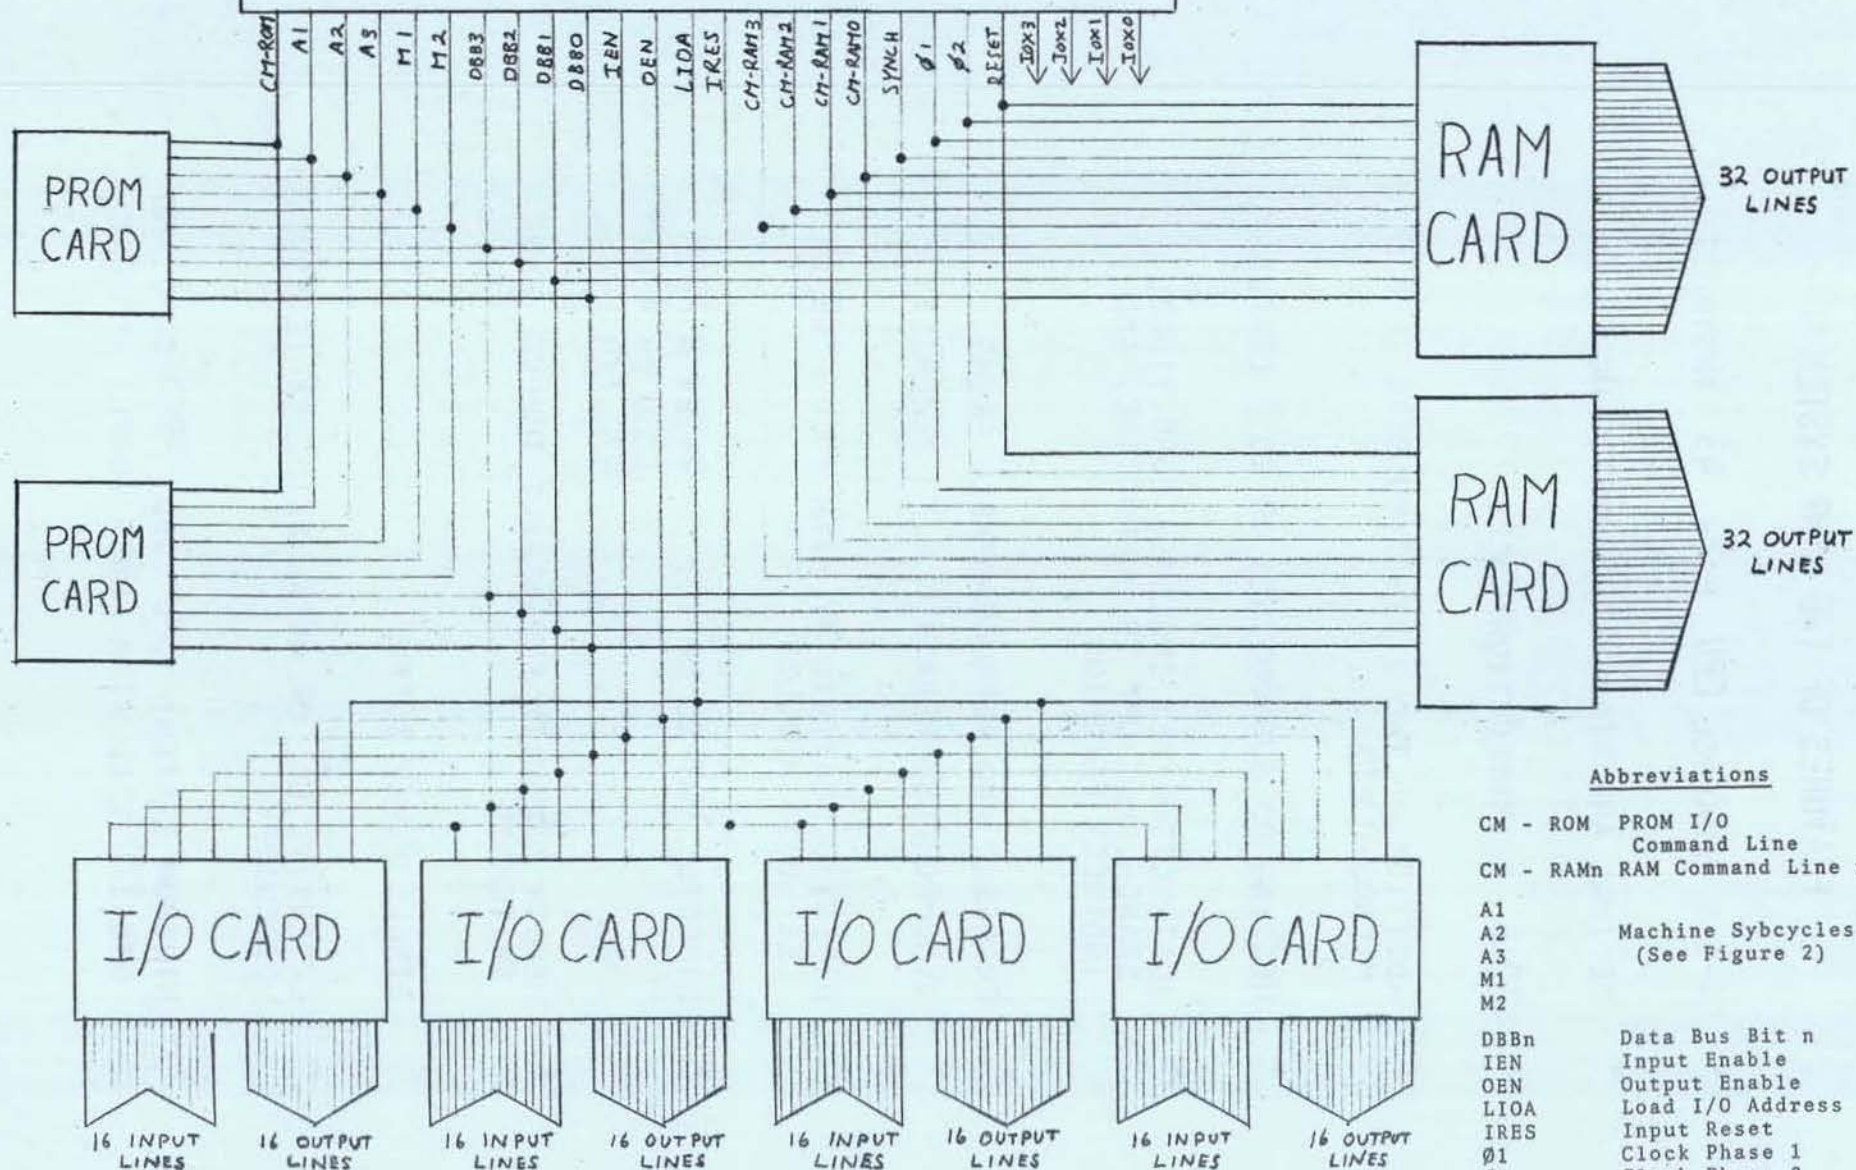 CM-ROM
A1
A2
A3
M1
M2
DBB3
DBB2
DBB1
DBB0
IEN
OEN
LIOA
IRES
CM-RAM3
CM-RAM2
CM-RAM1
CM-RAM0
SYNCH
Ø1
Ø2
RESET
IOX3
IOX2
IOX1
IOX0
PROM
CARD
RAM
CARD
32 OUTPUT
LINES
PROM
CARD
RAM
CARD
32 OUTPUT
LINES
I/O CARD
I/O CARD
I/O CARD
I/O CARD
16 INPUT
LINES
16 OUTPUT
LINES
16 INPUT
LINES
16 OUTPUT
LINES
16 INPUT
LINES
16 OUTPUT
LINES
16 INPUT
LINES
16 OUTPUT
LINES
Abbreviations
CM - ROM PROM I/O
Command Line
CM - RAMn RAM Command Line
A1
A2 Machine Sybcycles
A3 (See Figure 2)
M1
M2
DBBn Data Bus Bit n
IEN Input Enable
OEN Output Enable
LIOA Load I/O Address
IRES Input Reset
Ø1 Clock Phase 1